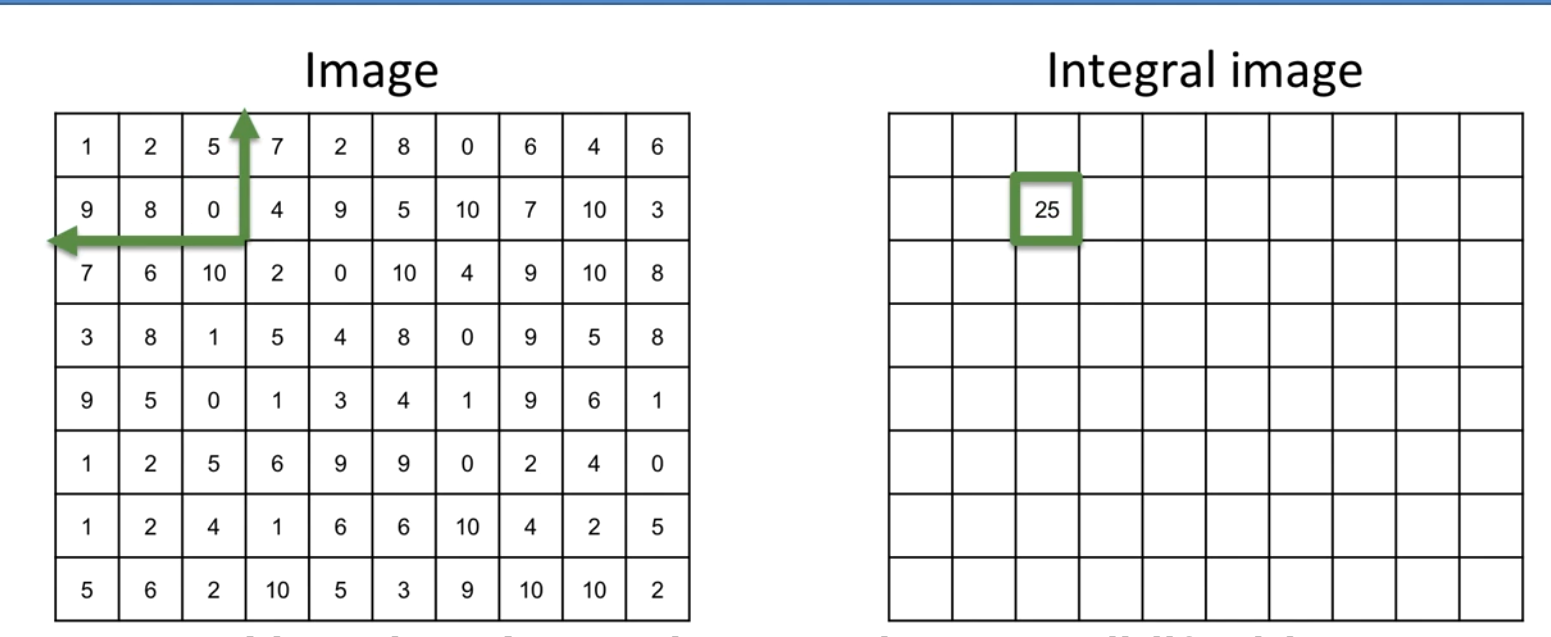 Image
Integral image
1 2 5 7 2 8 0 6 4 6
9 8 0 4 9 5 10 7 10 3
25
7 6 10 2 0 10 4 9 10 8
3 8 1 5 4 8 0 9 5 8
9 5 0 1 3 4 1 9 6 1
1 2 5 6 9 9 0 2 4 0
1 2 4 1 6 6 10 4 2 5
5 6 2 10 5 3 9 10 10 2